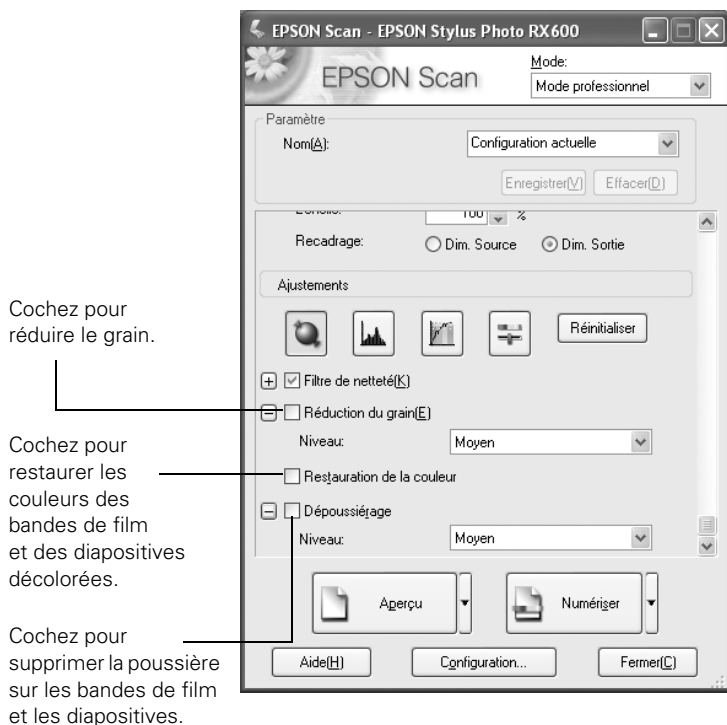 EPSON Scan - EPSON Stylus Photo RX600
EPSON Scan
Mode:
Mode professionnel
Paramètre
Nom(A):
Configuration actuelle
Enregistrer(V)
Effacer(D)
100 %
Recadrage:
Dim. Source
Dim. Sortie
Ajustements
Réinitialiser
Filtre de netteté(K)
Cochez pour
réduire le grain.
Réduction du grain(E)
Niveau:
Moyen
Cochez pour
restaurer les
couleurs des
bandes de film
et des diapositives
décolorées.
Restauration de la couleur
Dépoussiérage
Niveau:
Moyen
Aperçu
Numériser
Cochez pour
supprimer la poussière
sur les bandes de film
et les diapositives.
Aide(H)
Configuration...
Fermer(C)